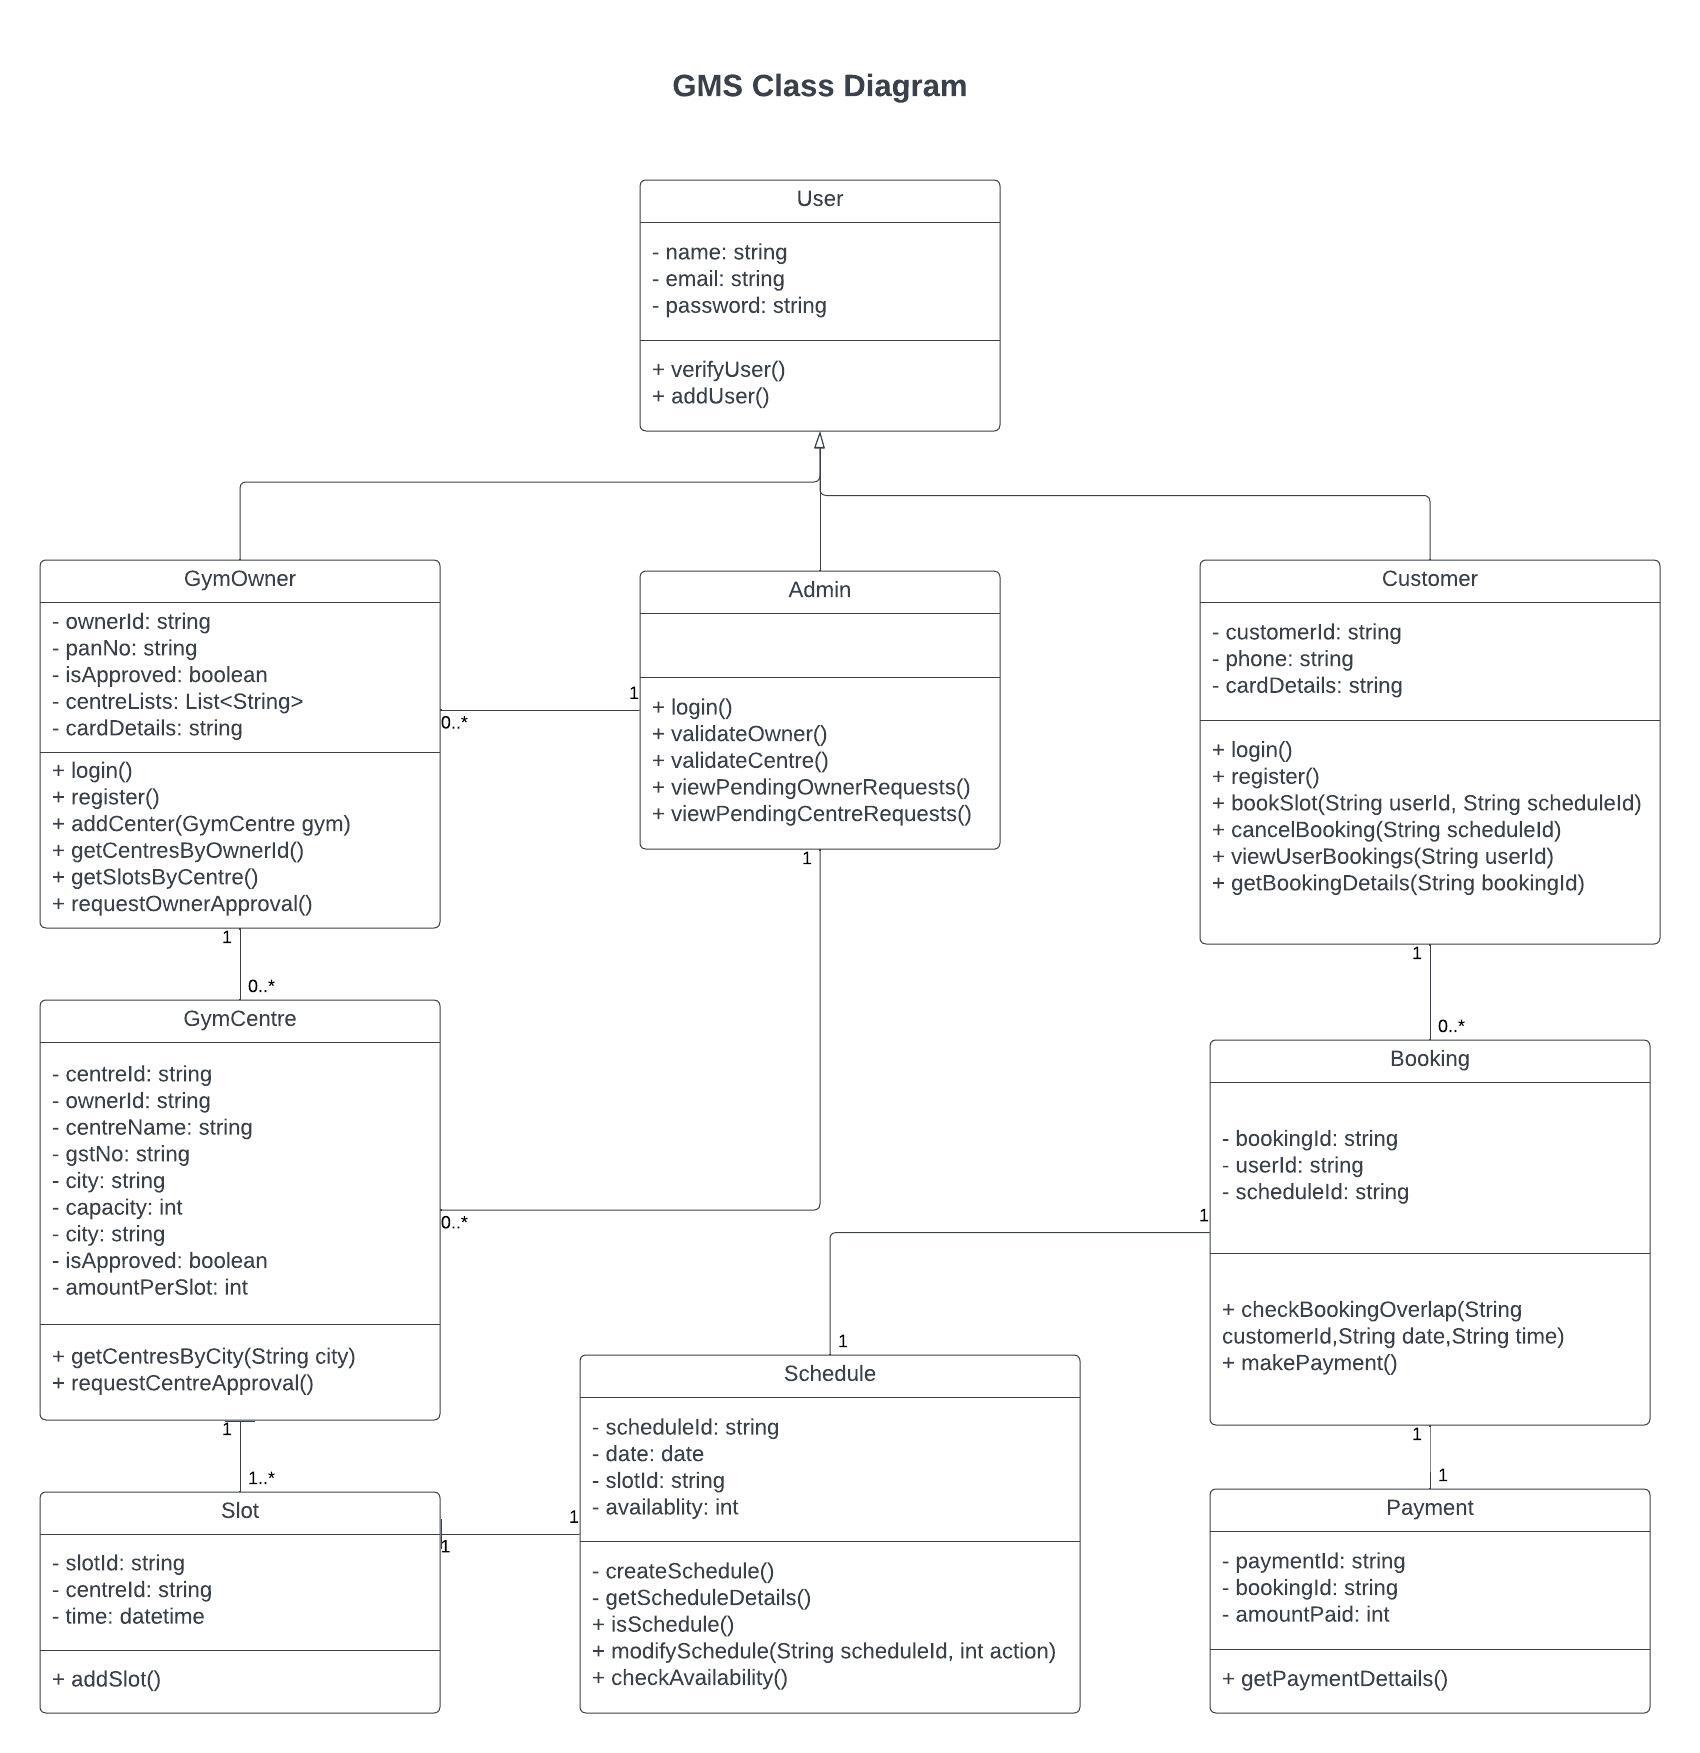 GMS Class Diagram
User
- name: string
- email: string
- password: string
+ verifyUser()
+ addUser()
GymOwner
- ownerId: string
- panNo: string
- isApproved: boolean
- centreLists: List<String>
- cardDetails: string
+ login()
+ register()
+ addCenter(GymCentre gym)
+ getCentresByOwnerId()
+ getSlotsByCentre()
+ requestOwnerApproval()
1
0..*
Admin
+ login()
+ validateOwner()
+ validateCentre()
+ viewPendingOwnerRequests()
+ viewPendingCentreRequests()
1
Customer
- customerId: string
- phone: string
- cardDetails: string
+ login()
+ register()
+ bookSlot(String userId, String scheduleId)
+ cancelBooking(String scheduleId)
+ viewUserBookings(String userId)
+ getBookingDetails(String bookingId)
1
0..*
1
0..*
GymCentre
- centreId: string
- ownerId: string
- centreName: string
- gstNo: string
- city: string
- capacity: int
- city: string
- isApproved: boolean
- amountPerSlot: int
+ getCentresByCity(String city)
+ requestCentreApproval()
0..*
Booking
- bookingId: string
- userId: string
- scheduleId: string
+ checkBookingOverlap(String
customerId,String date,String time)
+ makePayment()
1
1
1
1..*
Slot
- slotId: string
- centreId: string
- time: datetime
+ addSlot()
1
1
Schedule
- scheduleId: string
- date: date
- slotId: string
- availablity: int
- createSchedule()
- getScheduleDetails()
+ isSchedule()
+ modifySchedule(String scheduleId, int action)
+ checkAvailability()
1
1
Payment
- paymentId: string
- bookingId: string
- amountPaid: int
+ getPaymentDettails()